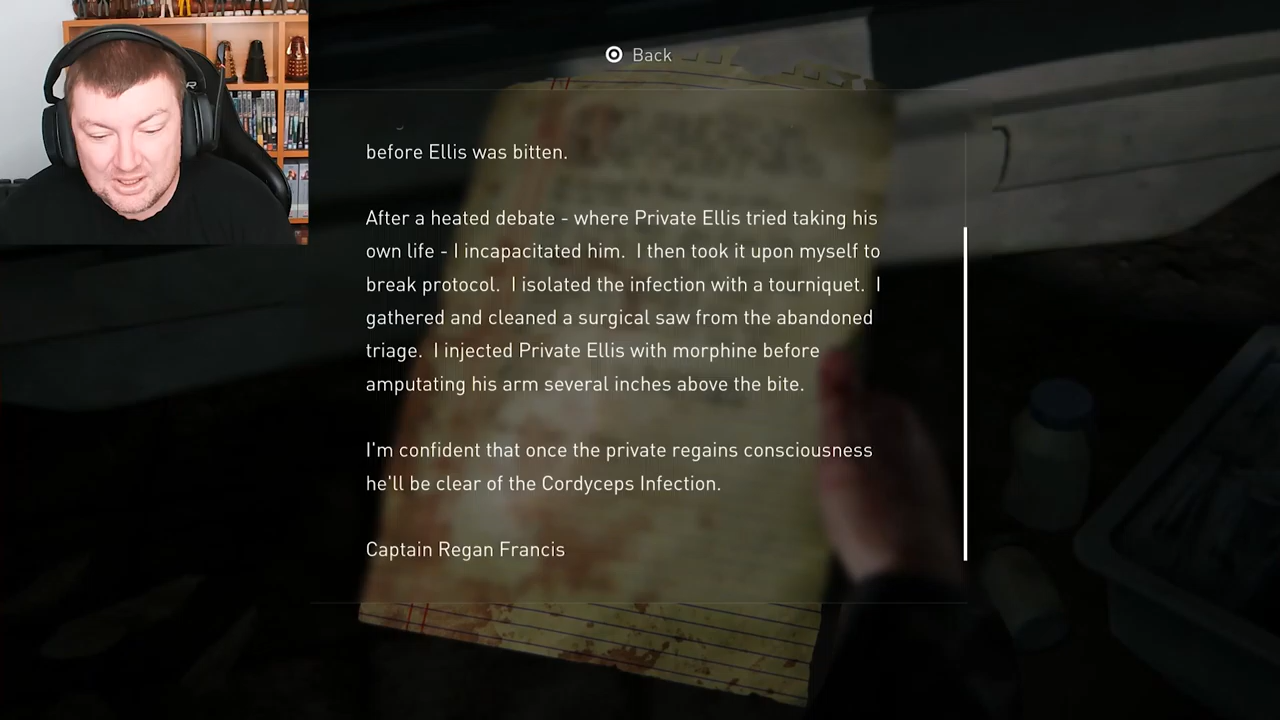 Back
before Ellis was bitten.
After a heated debate - where Private Ellis tried taking his
own life - I incapacitated him.  I then took it upon myself to
break protocol.  I isolated the infection with a tourniquet.  I
gathered and cleaned a surgical saw from the abandoned
triage.  I injected Private Ellis with morphine before
amputating his arm several inches above the bite.
I'm confident that once the private regains consciousness
he'll be clear of the Cordyceps Infection.
Captain Regan Francis